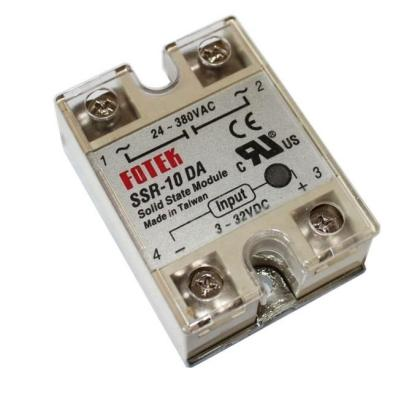 24~380VAC
1 ~ ~ 2
FOTEK
CE
SSR-10 DA
c RU US
Solid State Module
Made in Taiwan
Input
4 - + 3
3~32VDC